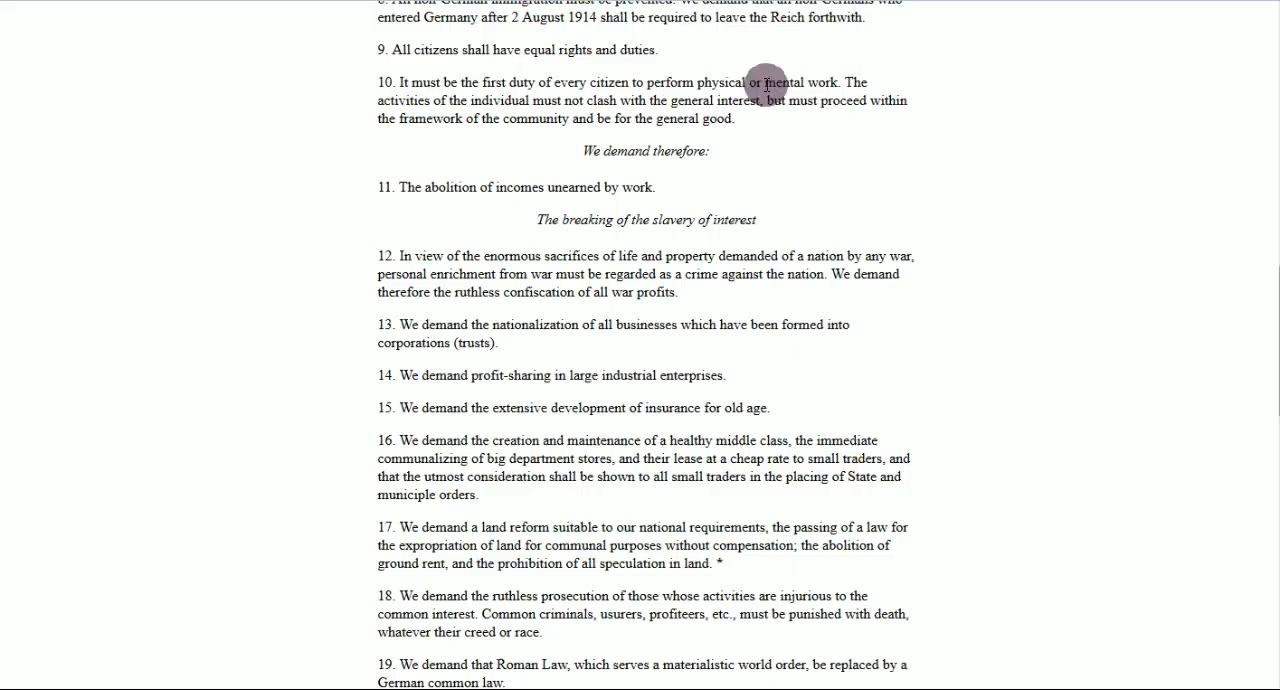 8. All non-German immigration must be prevented. We demand that all non-Germans who
entered Germany after 2 August 1914 shall be required to leave the Reich forthwith.
9. All citizens shall have equal rights and duties.
10. It must be the first duty of every citizen to perform physical or mental work. The
activities of the individual must not clash with the general interest, but must proceed within
the framework of the community and be for the general good.
We demand therefore:
11. The abolition of incomes unearned by work.
The breaking of the slavery of interest
12. In view of the enormous sacrifices of life and property demanded of a nation by any war,
personal enrichment from war must be regarded as a crime against the nation. We demand
therefore the ruthless confiscation of all war profits.
13. We demand the nationalization of all businesses which have been formed into
corporations (trusts).
14. We demand profit-sharing in large industrial enterprises.
15. We demand the extensive development of insurance for old age.
16. We demand the creation and maintenance of a healthy middle class, the immediate
communalizing of big department stores, and their lease at a cheap rate to small traders, and
that the utmost consideration shall be shown to all small traders in the placing of State and
municiple orders.
17. We demand a land reform suitable to our national requirements, the passing of a law for
the expropriation of land for communal purposes without compensation; the abolition of
ground rent, and the prohibition of all speculation in land. *
18. We demand the ruthless prosecution of those whose activities are injurious to the
common interest. Common criminals, usurers, profiteers, etc., must be punished with death,
whatever their creed or race.
19. We demand that Roman Law, which serves a materialistic world order, be replaced by a
German common law.